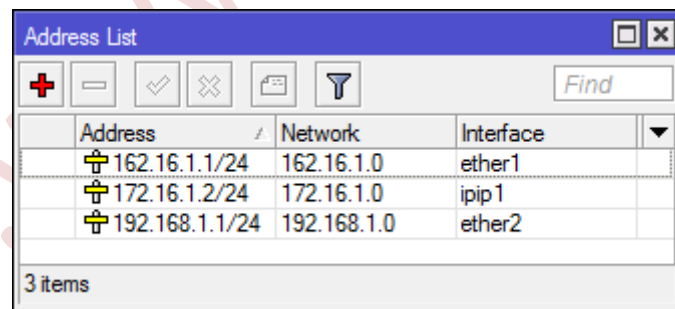 Address List
Find
Address Network Interface
162.16.1.1/24 162.16.1.0 ether1
172.16.1.2/24 172.16.1.0 ipip1
192.168.1.1/24 192.168.1.0 ether2
3 items